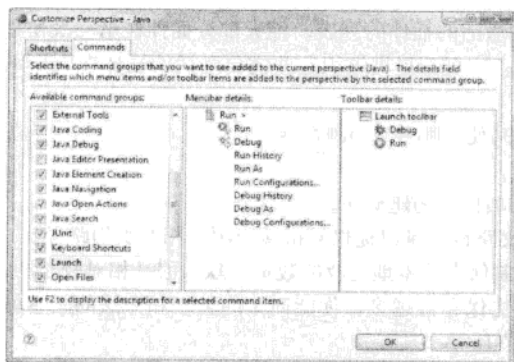 Customize Perspective - Java
Shortcuts Commands
Select the command groups that you want to see added to the current perspective (Java). The details field
identifies which menu items and/or toolbar items are added to the perspective by the selected command group.
Available command groups: Menubar details: Toolbar details:
External Tools
Java Coding
Java Debug
Java Editor Presentation
Java Element Creation
Java Navigation
Java Open Actions
Java Search
JUnit
Keyboard Shortcuts
Launch
Open Files
Run >
Run
Debug
Run History
Run As
Run Configurations...
Debug History
Debug As
Debug Configurations...
Launch toolbar
Debug
Run
Use F2 to display the description for a selected command item.
OK Cancel